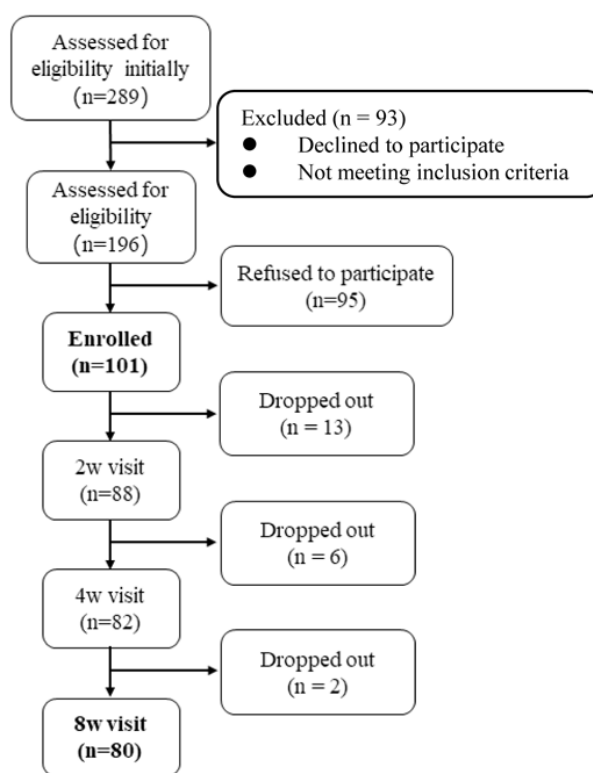 Assessed for
eligibility initially
(n=289)
Excluded (n = 93)
● Declined to participate
● Not meeting inclusion criteria
Assessed for
eligibility
(n=196)
Refused to participate
(n=95)
Enrolled
(n=101)
Dropped out
(n = 13)
2w visit
(n=88)
Dropped out
(n = 6)
4w visit
(n=82)
Dropped out
(n = 2)
8w visit
(n=80)